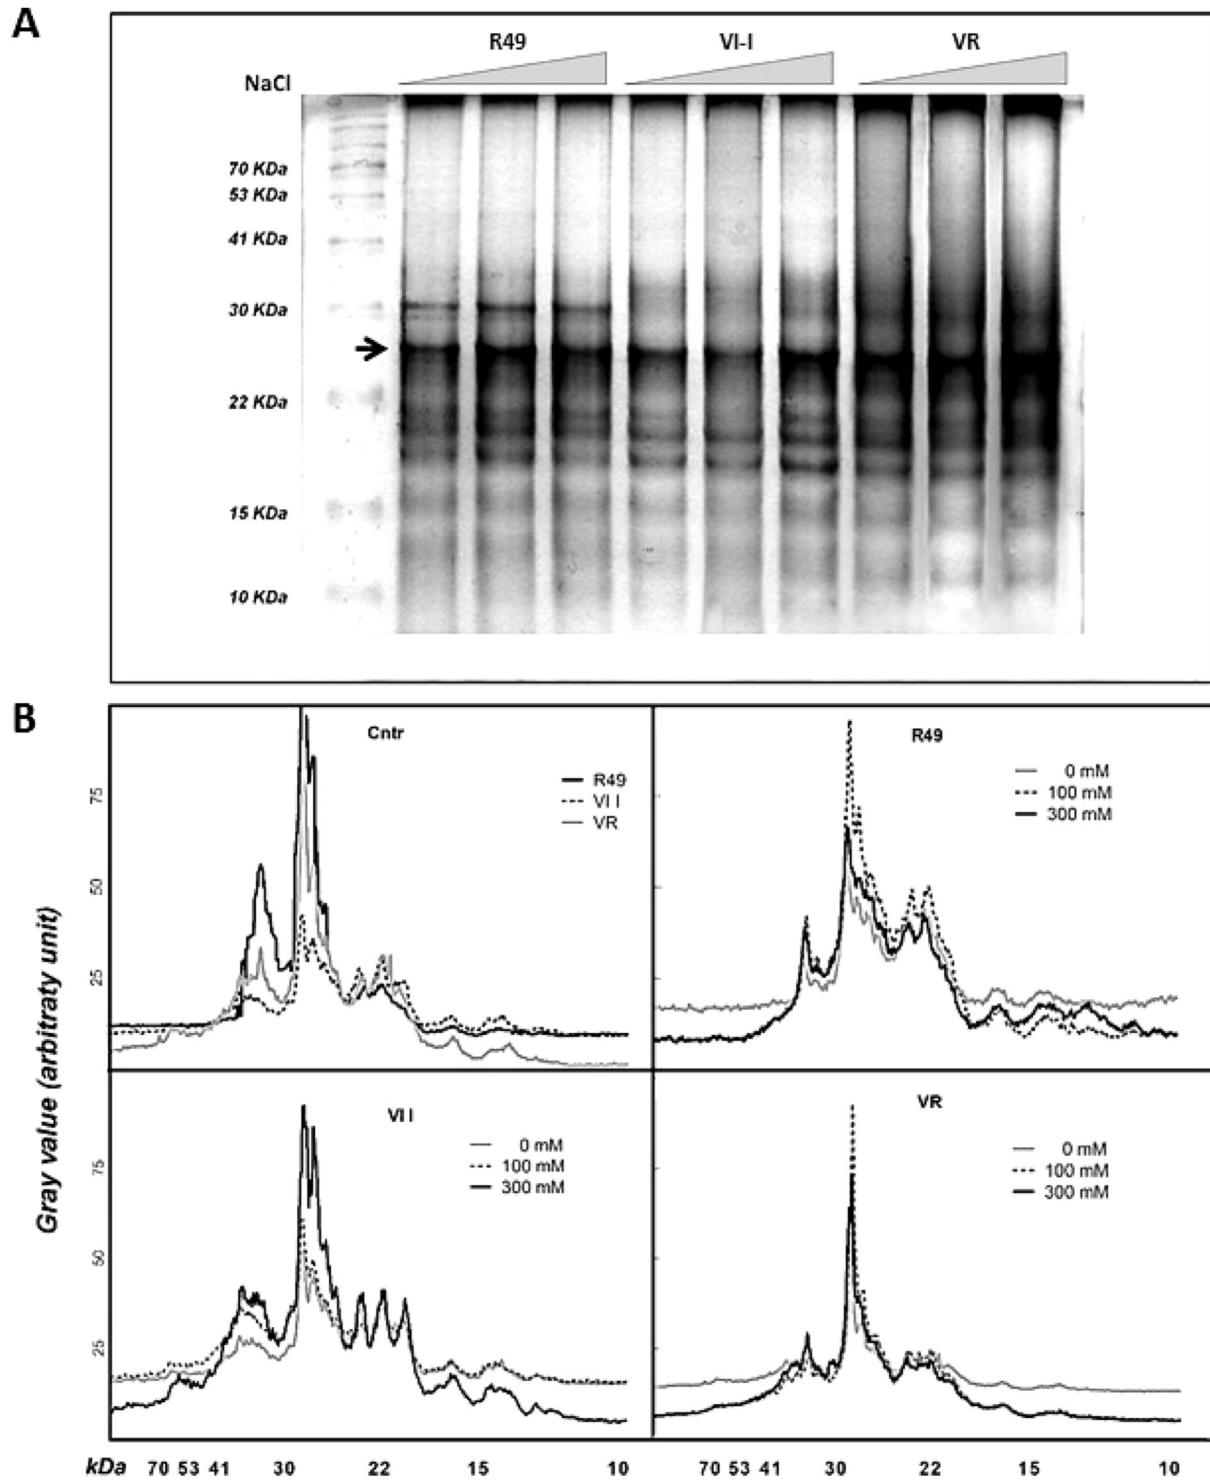 A
R49 VI-I VR
NaCl
70 KDa
53 KDa
41 KDa
30 KDa
22 KDa
15 KDa
10 KDa
B
Gray value (arbitraty unit)
Cntr
R49
VI I
VR
75
50
25
R49
0 mM
100 mM
300 mM
VI I
0 mM
100 mM
300 mM
75
50
25
VR
0 mM
100 mM
300 mM
kDa 70 53 41 30 22 15 10 70 53 41 30 22 15 10